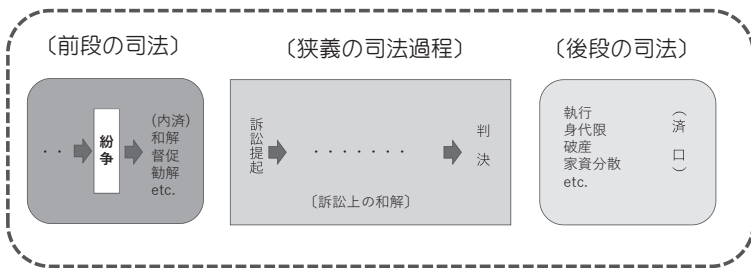 〔前段の司法〕
〔狭義の司法過程〕
〔後段の司法〕
・・
紛争
(内済)
和解
督促
勧解
etc.
訴訟提起
・・・・・・・
判決
〔訴訟上の和解〕
執行
身代限
破産
家資分散
etc.
（済口）